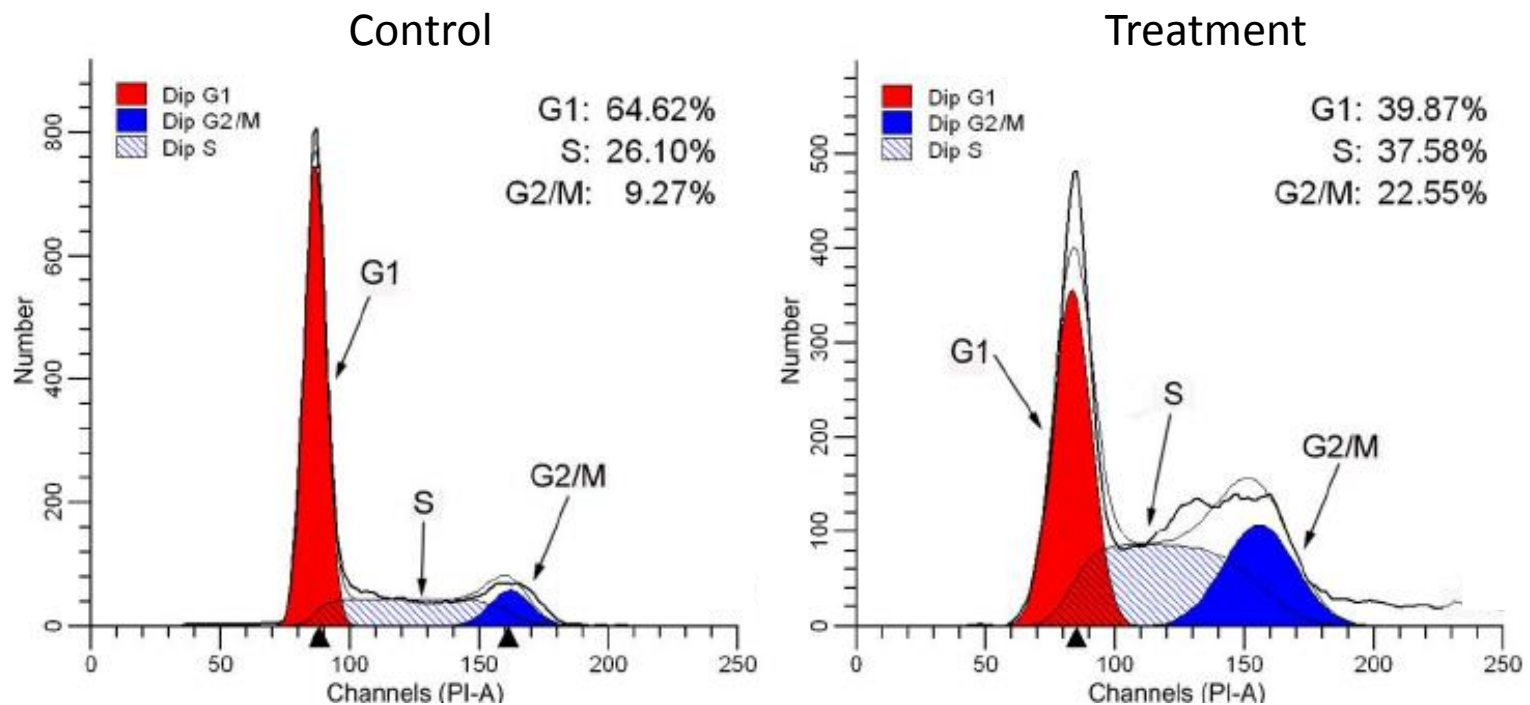 Control
Dip G1
Dip G2/M
Dip S
G1: 64.62%
S: 26.10%
G2/M: 9.27%
G1
S
G2/M
Number
800
600
400
200
0
0 50 100 150 200 250
Channels (PI-A)
Treatment
Dip G1
Dip G2/M
Dip S
G1: 39.87%
S: 37.58%
G2/M: 22.55%
G1
S
G2/M
Number
500
400
300
200
100
0
0 50 100 150 200 250
Channels (PI-A)